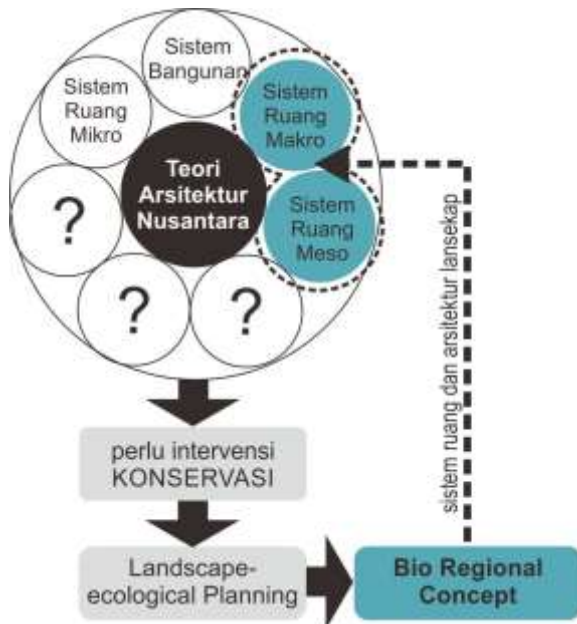 Sistem
Bangunan
Sistem
Ruang
Mikro
Sistem
Ruang
Makro
Teori
Arsitektur
Nusantara
Sistem
Ruang
Meso
?
?
?
perlu intervensi
KONSERVASI
Landscape-
ecological Planning
Bio Regional
Concept
sistem ruang dan arsitektur lansekap